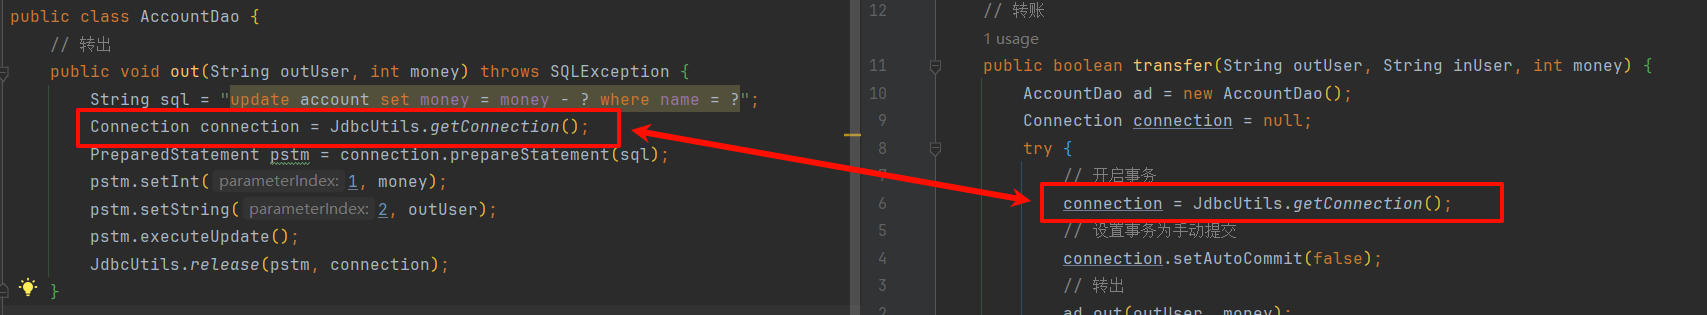 public class AccountDao {
// 转出
public void out(String outUser, int money) throws SQLException {
String sql = "update account set money = money - ? where name = ?";
Connection connection = JdbcUtils.getConnection();
PreparedStatement pstm = connection.prepareStatement(sql);
pstm.setInt( parameterIndex: 1, money);
pstm.setString( parameterIndex: 2, outUser);
pstm.executeUpdate();
JdbcUtils.release(pstm, connection);
}
12 // 转账
1 usage
11 public boolean transfer(String outUser, String inUser, int money) {
10 AccountDao ad = new AccountDao();
9 Connection connection = null;
8 try {
7 // 开启事务
6 connection = JdbcUtils.getConnection();
5 // 设置事务为手动提交
4 connection.setAutoCommit(false);
3 // 转出
2 ad.out(outUser, money);